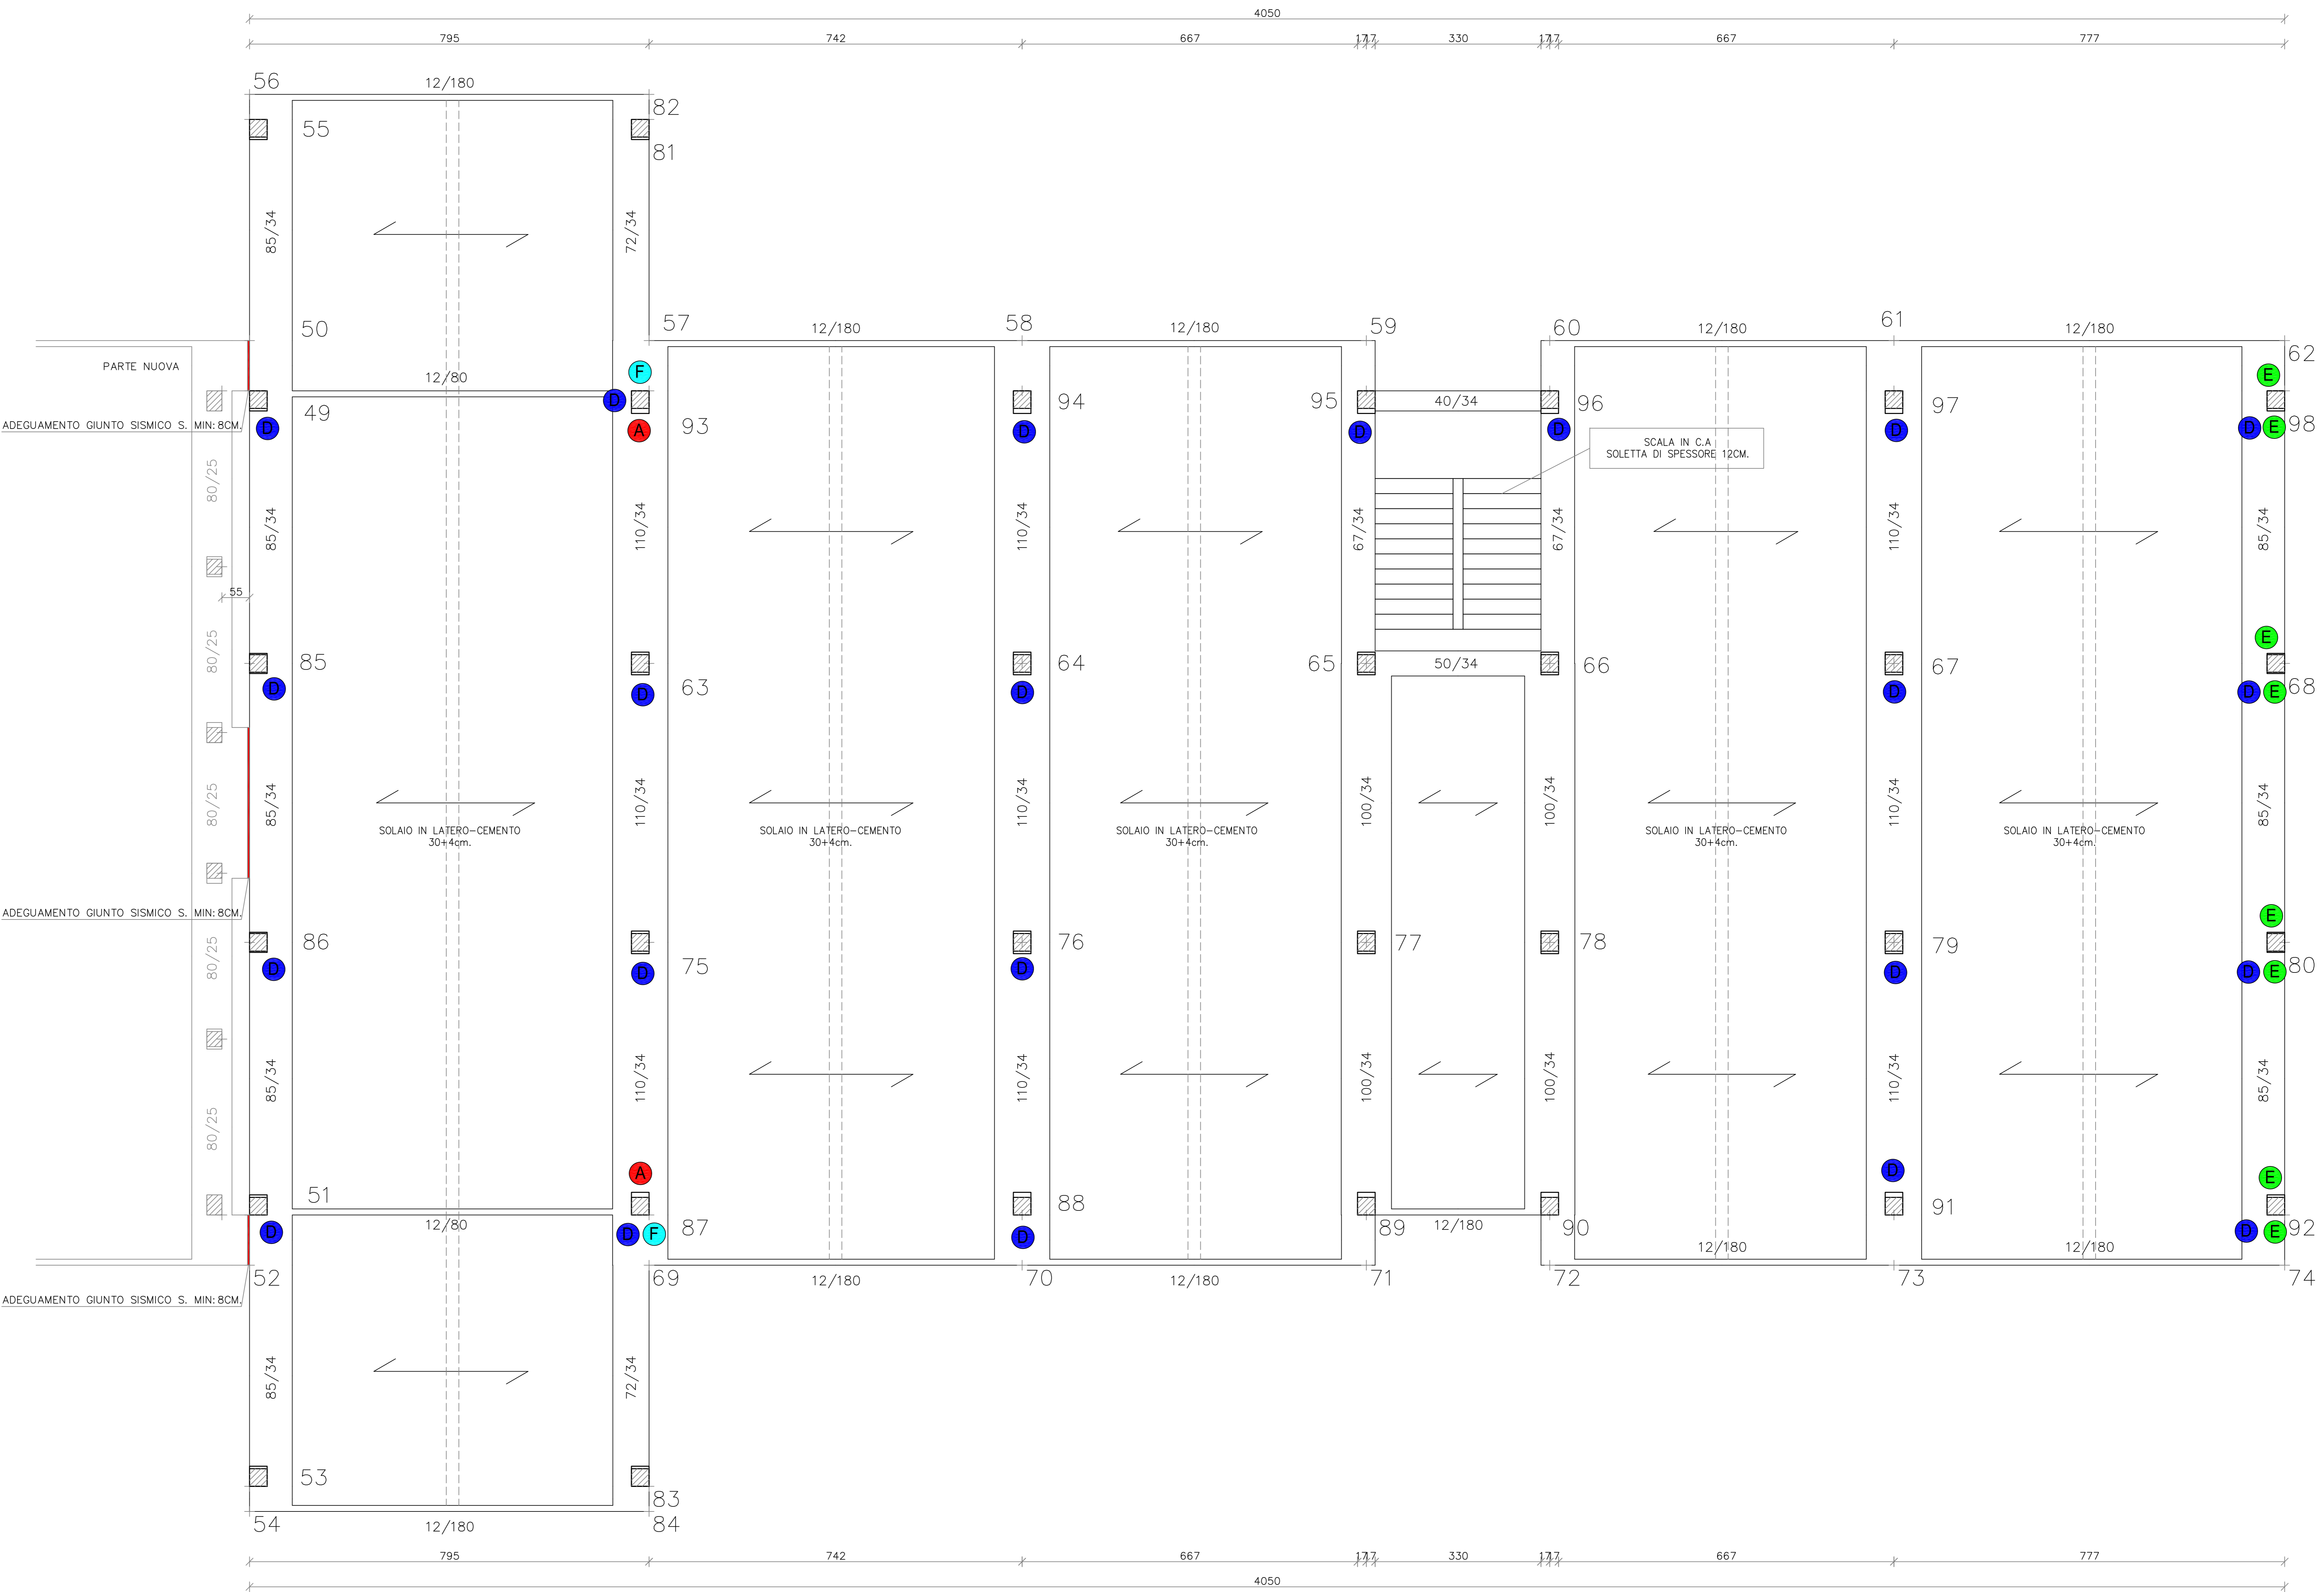 4050
795
742
667
17
17
330
17
17
667
777
56
12/180
82
55
81
85/34
72/34
50
57
12/180
58
12/180
59
60
12/180
61
12/180
62
PARTE NUOVA
F
E
12/80
D
49
93
94
95
40/34
96
97
98
ADEGUAMENTO GIUNTO SISMICO S. MIN: 8CM.
D
A
D
D
D
D
D
E
SCALA IN C.A
SOLETTA DI SPESSORE 12CM.
80/25
85/34
110/34
110/34
67/34
67/34
110/34
85/34
55
80/25
E
85
63
64
65
50/34
66
67
68
D
D
D
D
D
E
80/25
85/34
110/34
110/34
100/34
100/34
110/34
85/34
SOLAIO IN LATERO-CEMENTO
30+4cm.
SOLAIO IN LATERO-CEMENTO
30+4cm.
SOLAIO IN LATERO-CEMENTO
30+4cm.
SOLAIO IN LATERO-CEMENTO
30+4cm.
SOLAIO IN LATERO-CEMENTO
30+4cm.
ADEGUAMENTO GIUNTO SISMICO S. MIN: 8CM.
E
80/25
86
75
76
77
78
79
80
D
D
D
D
D
E
80/25
85/34
110/34
110/34
100/34
100/34
110/34
85/34
A
D
E
51
12/80
87
88
89
12/180
90
91
92
D
D
F
D
D
E
12/180
12/180
52
69
12/180
70
12/180
71
72
73
74
ADEGUAMENTO GIUNTO SISMICO S. MIN: 8CM.
85/34
72/34
53
83
54
12/180
84
795
742
667
17
17
330
17
17
667
777
4050